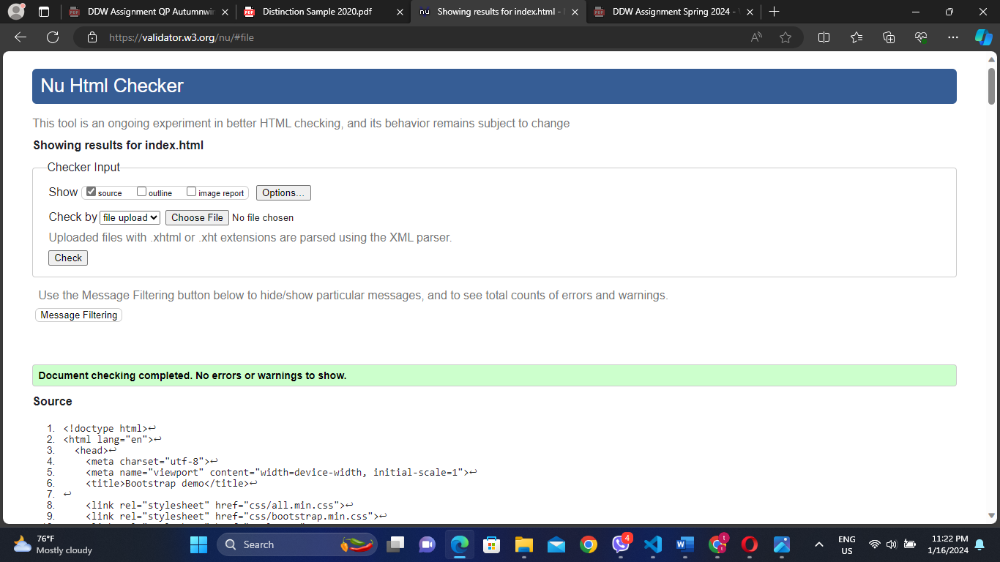 DDW Assignment QP Autumnwin
Distinction Sample 2020.pdf
nu Showing results for index.html -
DDW Assignment Spring 2024 -
https://validator.w3.org/nu/#file
Nu Html Checker
This tool is an ongoing experiment in better HTML checking, and its behavior remains subject to change
Showing results for index.html
Checker Input
Show source outline image report Options...
Check by file upload Choose File No file chosen
Uploaded files with .xhtml or .xht extensions are parsed using the XML parser.
Check
Use the Message Filtering button below to hide/show particular messages, and to see total counts of errors and warnings.
Message Filtering
Document checking completed. No errors or warnings to show.
Source
1. <!doctype html>↩
2. <html lang="en">↩
3. <head>↩
4. <meta charset="utf-8">↩
5. <meta name="viewport" content="width=device-width, initial-scale=1">↩
6. <title>Bootstrap demo</title>↩
7. ↩
8. <link rel="stylesheet" href="css/all.min.css">↩
9. <link rel="stylesheet" href="css/bootstrap.min.css">↩
76°F
Mostly cloudy
Search
4
ENG
US
11:22 PM
1/16/2024